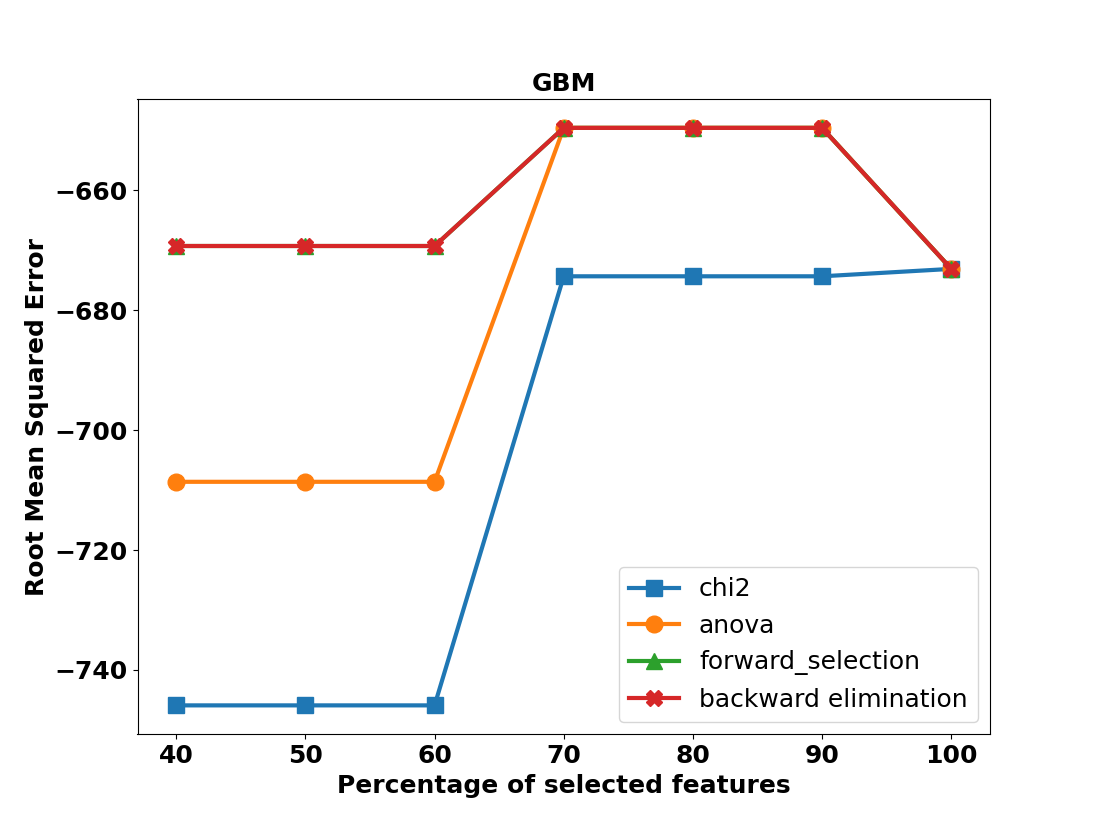 GBM
Root Mean Squared Error
−660
−680
−700
−720
−740
chi2
anova
forward_selection
backward elimination
40 50 60 70 80 90 100
Percentage of selected features